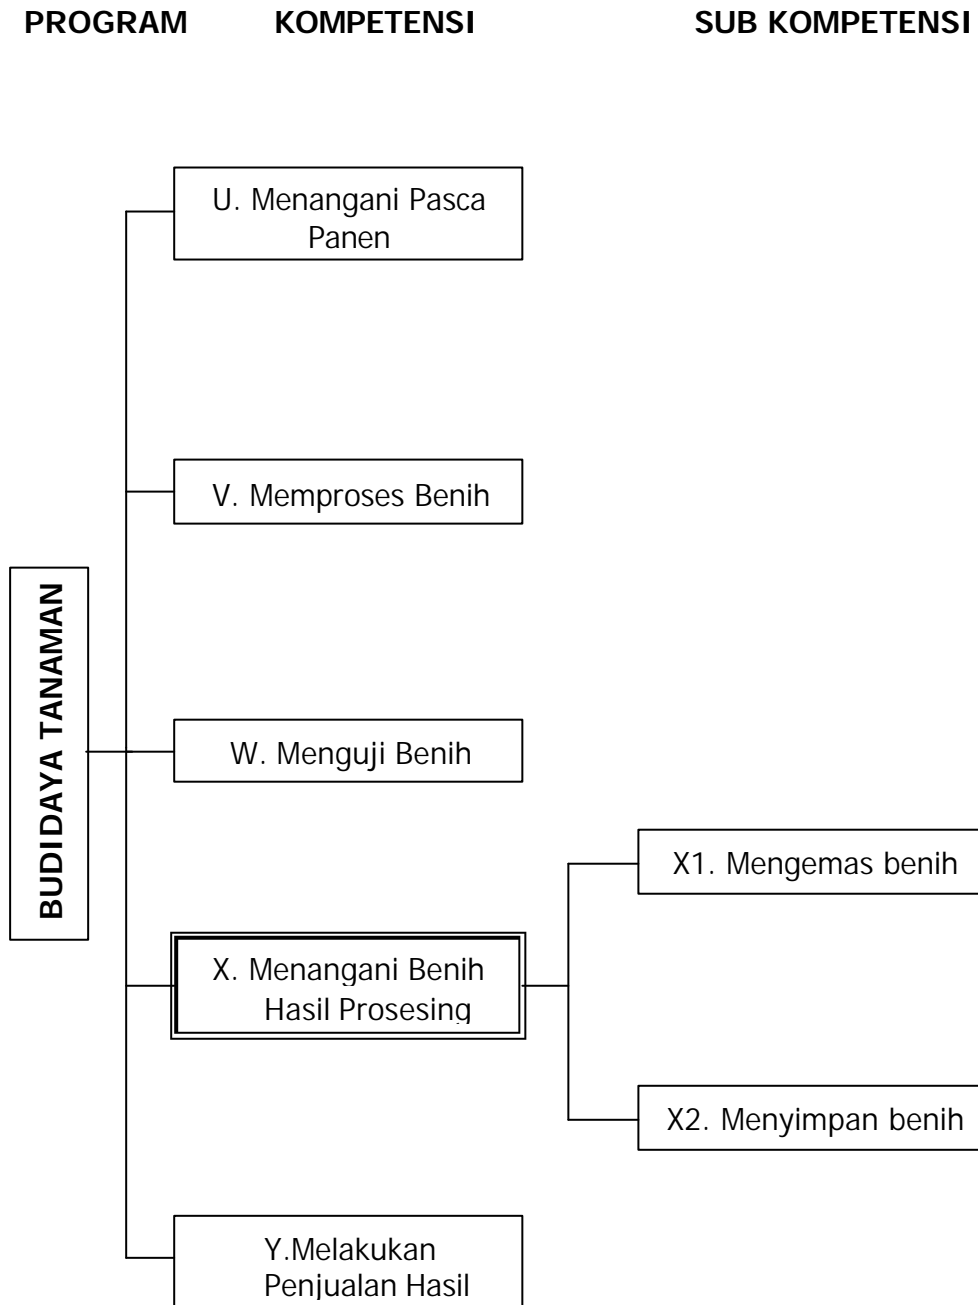 PROGRAM KOMPETENSI SUB KOMPETENSI
U. Menangani Pasca
Panen
V. Memproses Benih
BUDIDAYA TANAMAN
W. Menguji Benih
X1. Mengemas benih
X. Menangani Benih
Hasil Prosesing
X2. Menyimpan benih
Y.Melakukan
Penjualan Hasil